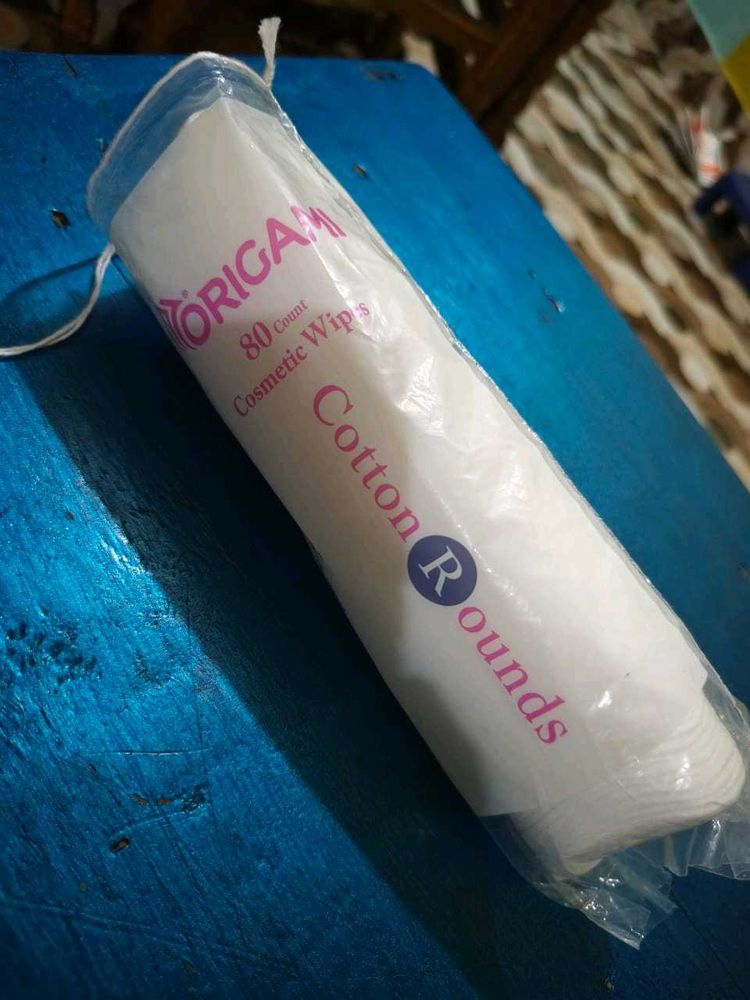 ORIGAMI
80 Count
Cosmetic Wipes
Cotton Rounds